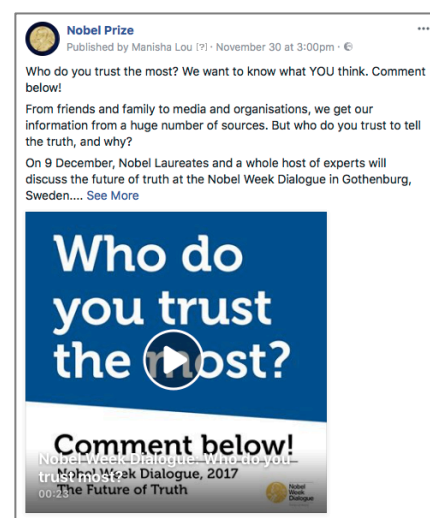 Nobel Prize
Published by Manisha Lou [?] · November 30 at 3:00pm ·
Who do you trust the most? We want to know what YOU think. Comment
below!
From friends and family to media and organisations, we get our
information from a huge number of sources. But who do you trust to tell
the truth, and why?
On 9 December, Nobel Laureates and a whole host of experts will
discuss the future of truth at the Nobel Week Dialogue in Gothenburg,
Sweden.... See More
Who do
you trust
the most?
Comment below!
Nobel Week Dialogue: Who do you
trust most?
Nobel Week Dialogue, 2017
00:23
The Future of Truth
Nobel
Week
Dialogue